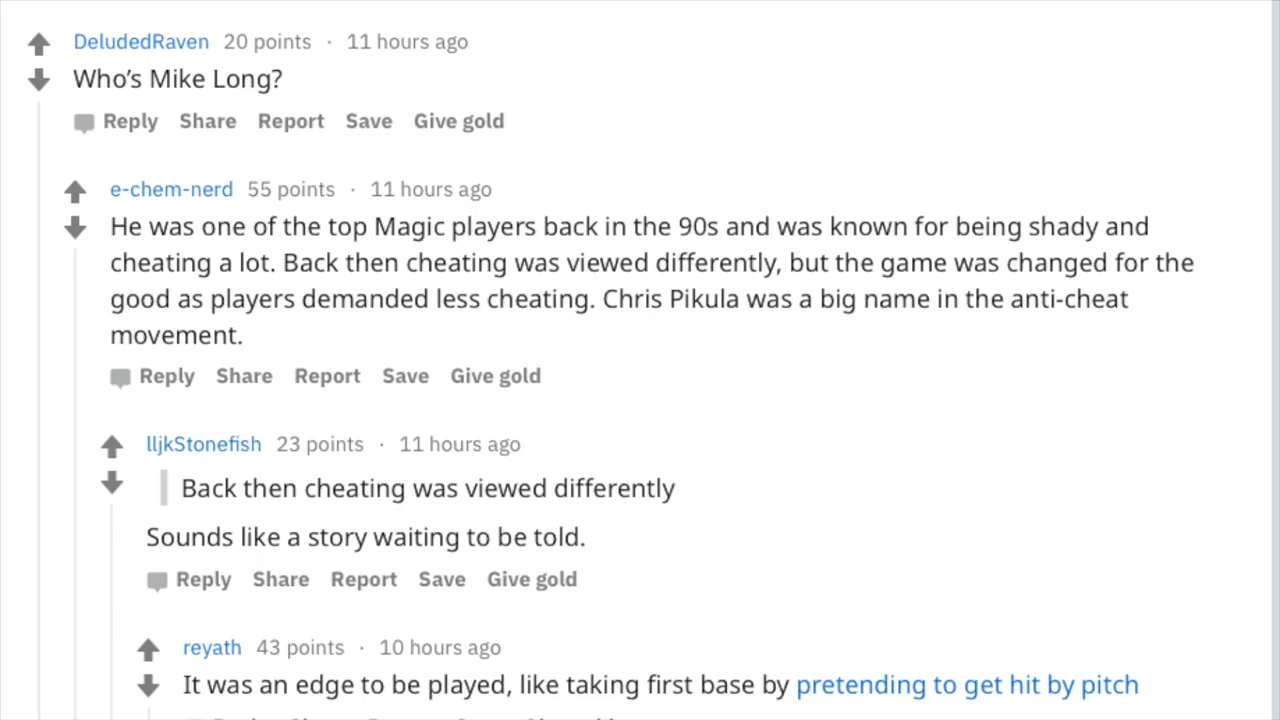 DeludedRaven 20 points · 11 hours ago
Who’s Mike Long?
Reply Share Report Save Give gold
e-chem-nerd 55 points · 11 hours ago
He was one of the top Magic players back in the 90s and was known for being shady and
cheating a lot. Back then cheating was viewed differently, but the game was changed for the
good as players demanded less cheating. Chris Pikula was a big name in the anti-cheat
movement.
Reply Share Report Save Give gold
lljkStonefish 23 points · 11 hours ago
Back then cheating was viewed differently
Sounds like a story waiting to be told.
Reply Share Report Save Give gold
reyath 43 points · 10 hours ago
It was an edge to be played, like taking first base by pretending to get hit by pitch